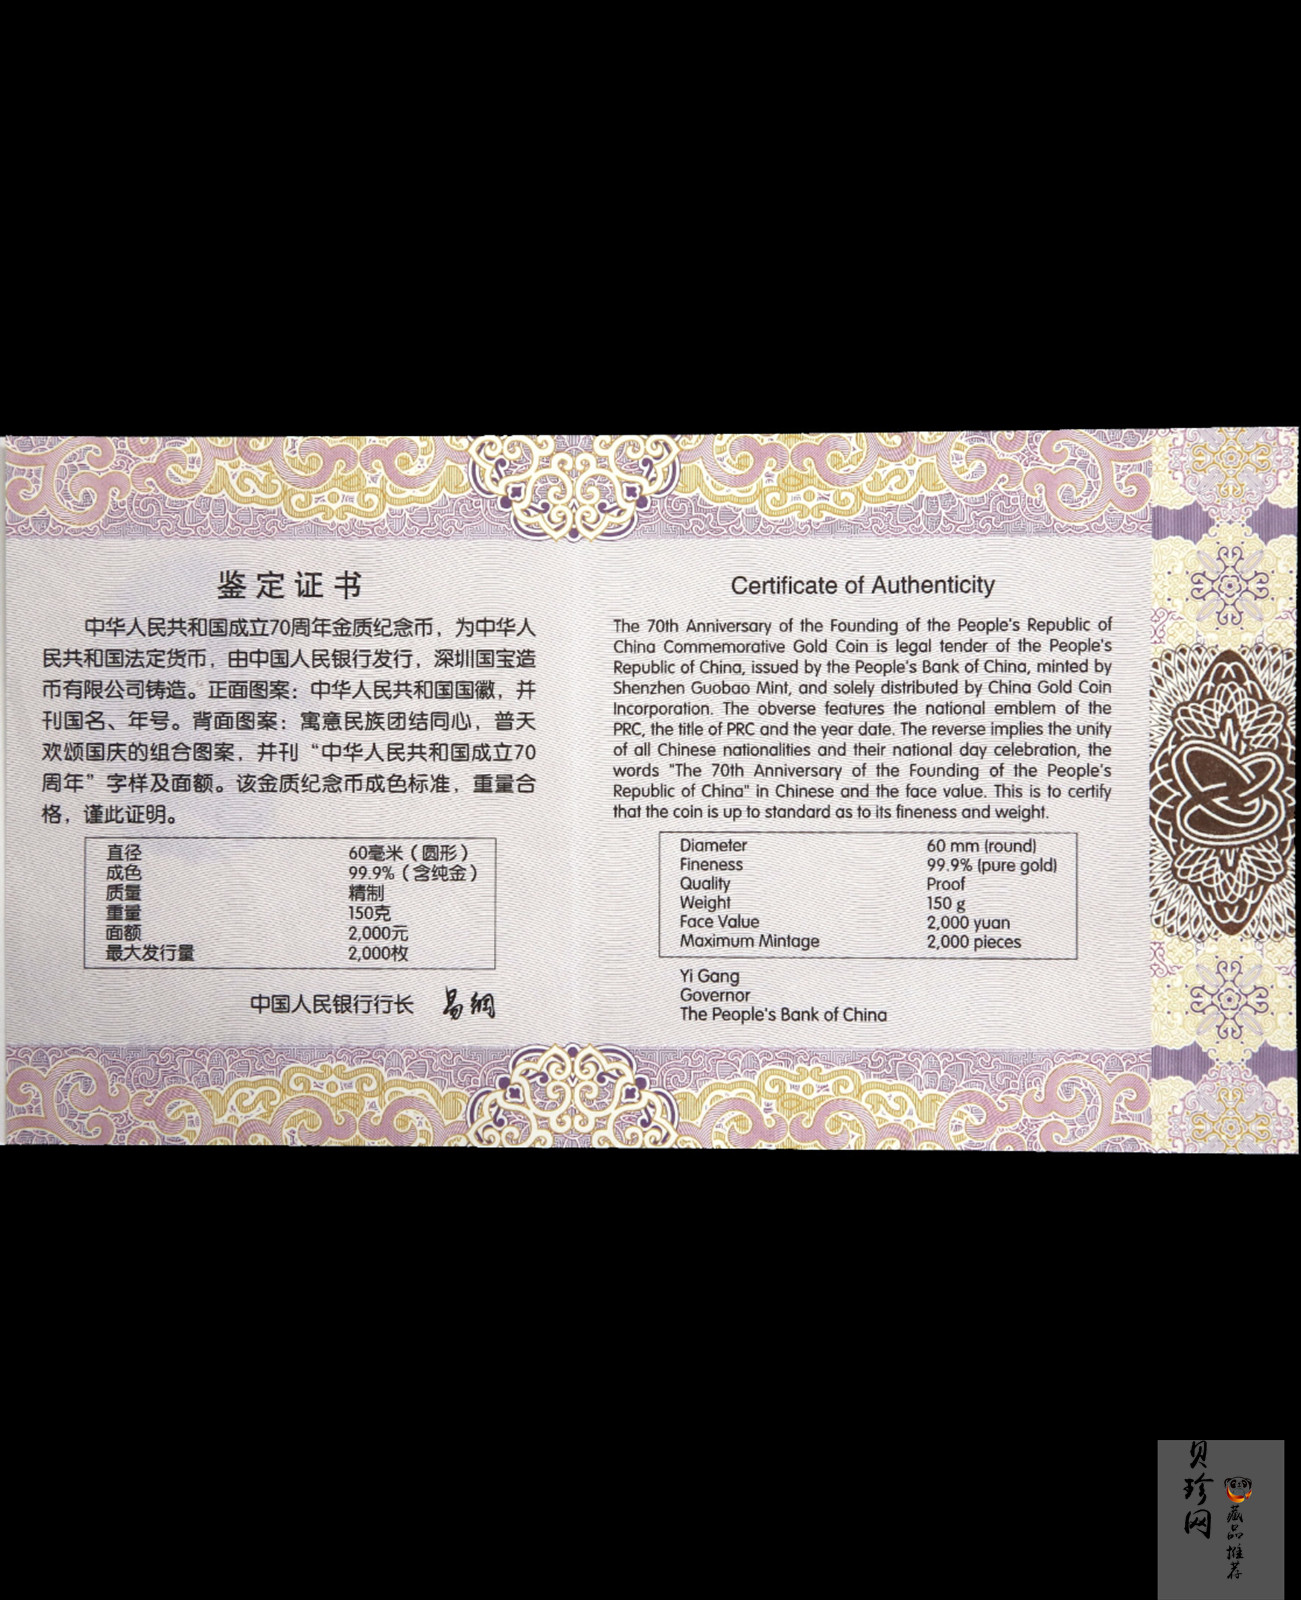 鉴定证书
中华人民共和国成立70周年金质纪念币，为中华人
民共和国法定货币，由中国人民银行发行，深圳国宝造
币有限公司铸造。正面图案：中华人民共和国国徽，并
刊国名、年号。背面图案：寓意民族团结同心，普天
欢颂国庆的组合图案，并刊“中华人民共和国成立70
周年”字样及面额。该金质纪念币成色标准，重量合
格，谨此证明。
直径 60毫米（圆形）
成色 99.9%（含纯金）
质量 精制
重量 150克
面额 2,000元
最大发行量 2,000枚
中国人民银行行长 易纲
Certificate of Authenticity
The 70th Anniversary of the Founding of the People's Republic of
China Commemorative Gold Coin is legal tender of the People's
Republic of China, issued by the People's Bank of China, minted by
Shenzhen Guobao Mint, and solely distributed by China Gold Coin
Incorporation. The obverse features the national emblem of the
PRC, the title of PRC and the year date. The reverse implies the unity
of all Chinese nationalities and their national day celebration, the
words "The 70th Anniversary of the Founding of the People's
Republic of China" in Chinese and the face value. This is to certify
that the coin is up to standard as to its fineness and weight.
Diameter 60 mm (round)
Fineness 99.9% (pure gold)
Quality Proof
Weight 150 g
Face Value 2,000 yuan
Maximum Mintage 2,000 pieces
Yi Gang
Governor
The People's Bank of China
贝珍网
藏品推荐